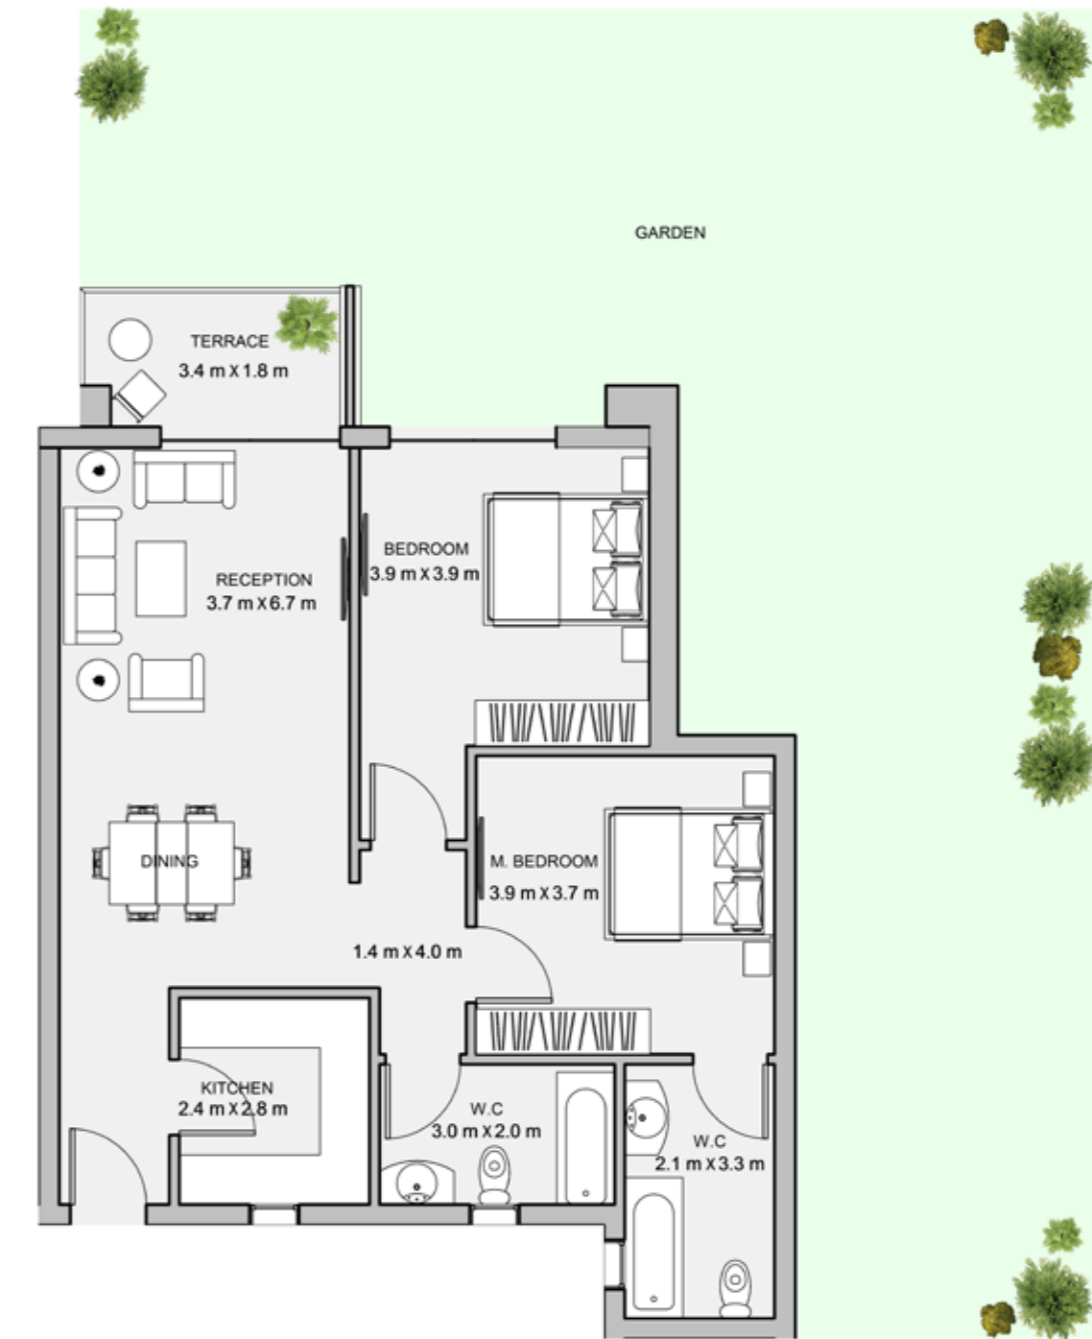 GARDEN
TERRACE
3.4 m X 1.8 m
BEDROOM
3.9 m X 3.9 m
RECEPTION
3.7 m X 6.7 m
DINING
M. BEDROOM
3.9 m X 3.7 m
1.4 m X 4.0 m
KITCHEN
2.4 m X 2.8 m
W.C
3.0 m X 2.0 m
W.C
2.1 m X 3.3 m